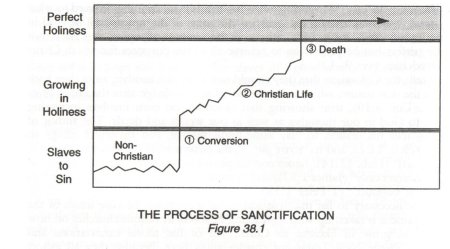 Perfect
Holiness
③ Death
Growing
in
Holiness
② Christian Life
① Conversion
Non-
Christian
Slaves
to
Sin
THE PROCESS OF SANCTIFICATION
Figure 38.1